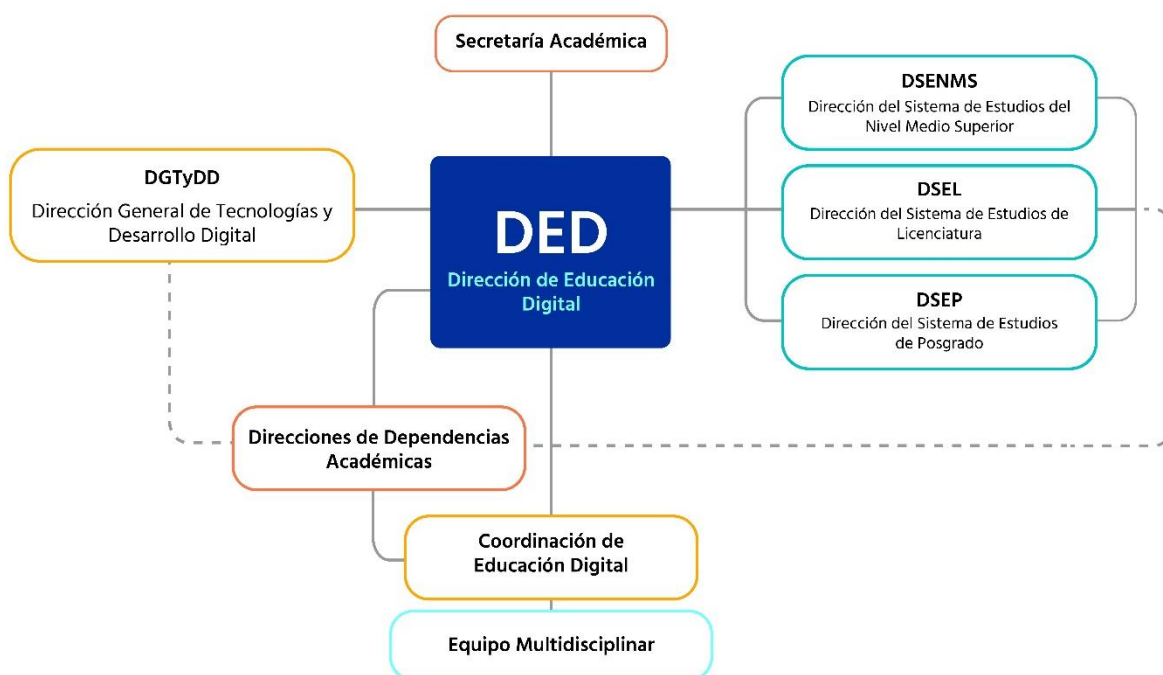 Secretaría Académica
DSENMS
Dirección del Sistema de Estudios del
Nivel Medio Superior
DGTyDD
Dirección General de Tecnologías y
Desarrollo Digital
DED
Dirección de Educación
Digital
DSEL
Dirección del Sistema de Estudios de
Licenciatura
DSEP
Dirección del Sistema de Estudios
de Posgrado
Direcciones de Dependencias
Académicas
Coordinación de
Educación Digital
Equipo Multidisciplinar